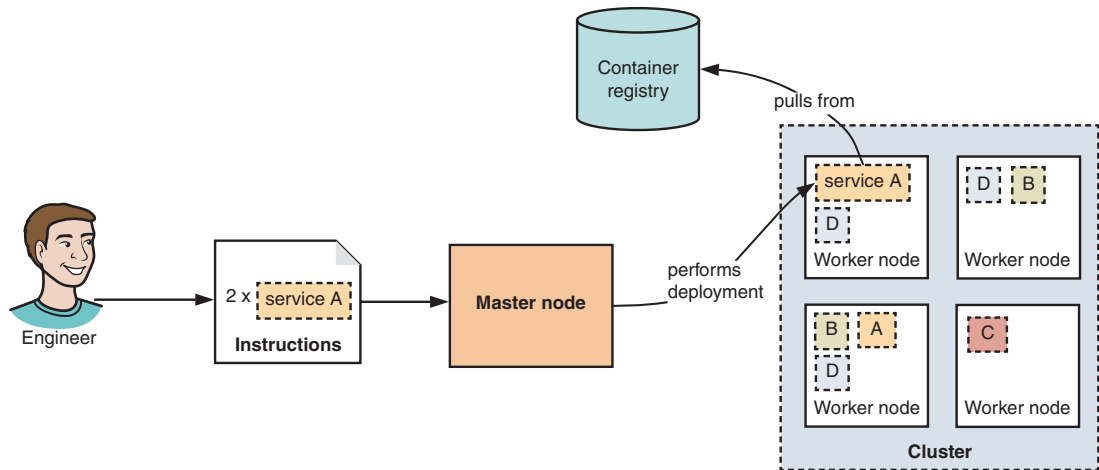 Container
registry
pulls from
service A
D
Worker node
D B
Worker node
Engineer
2 x service A
Instructions
Master node
performs
deployment
B A
D
Worker node
C
Worker node
Cluster